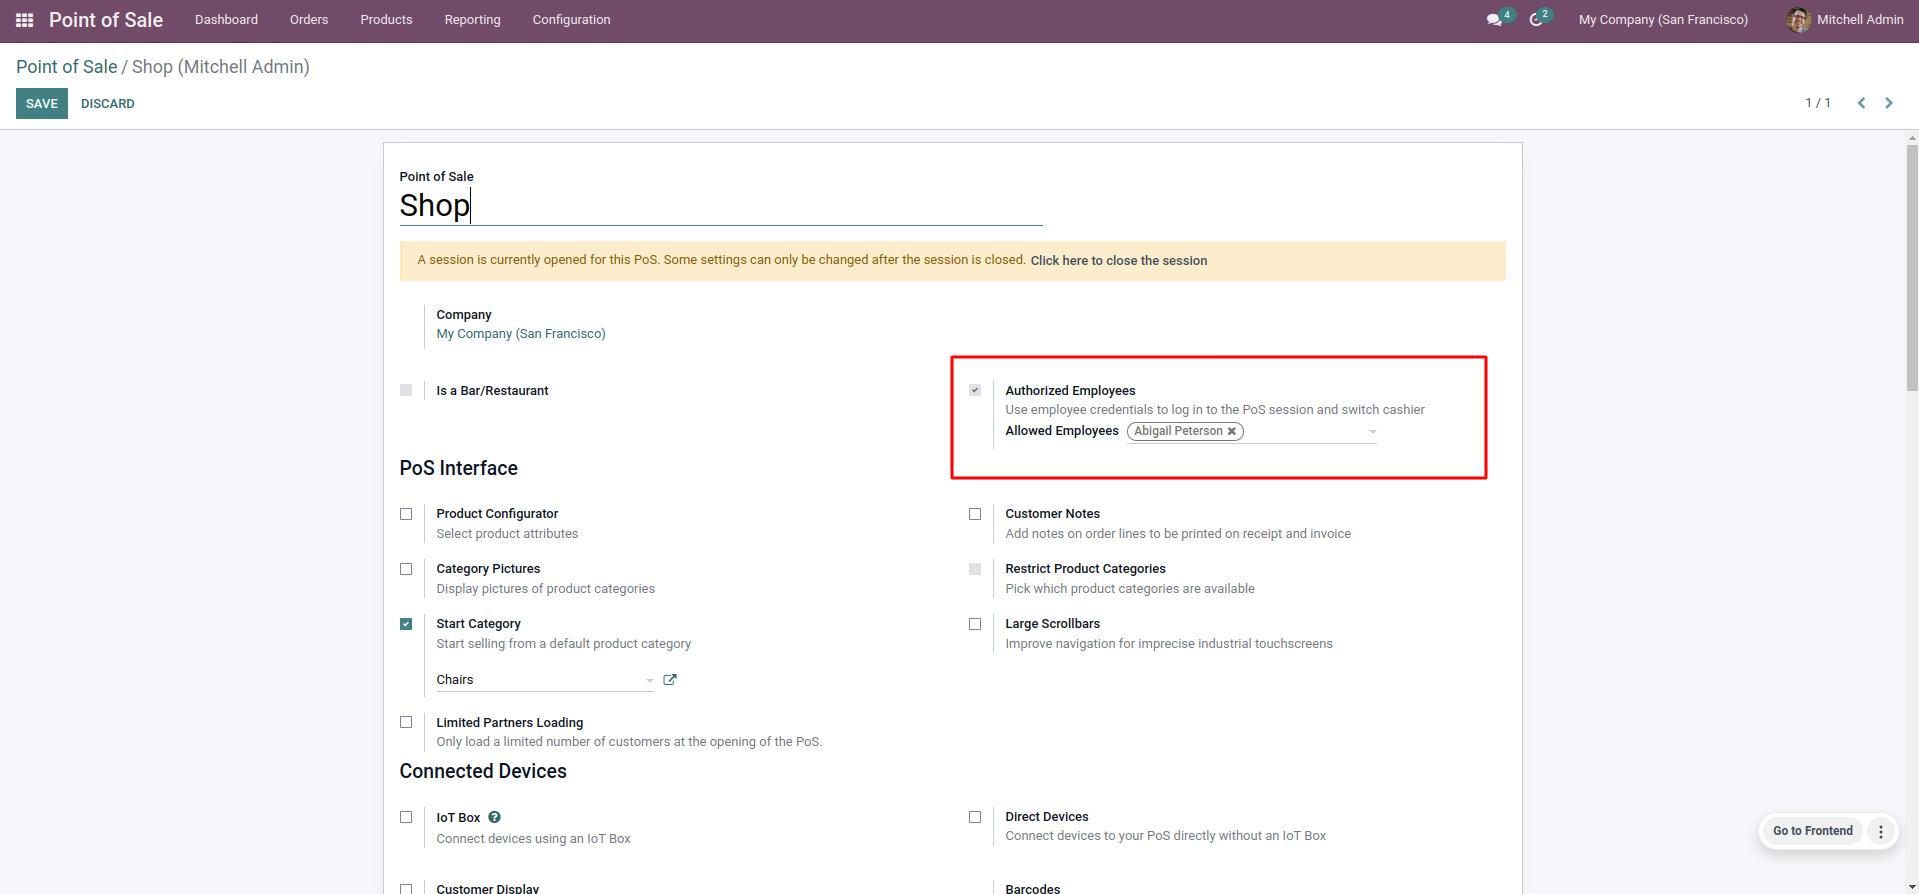 Point of Sale Dashboard Orders Products Reporting Configuration 4 2 My Company (San Francisco) Mitchell Admin
Point of Sale / Shop (Mitchell Admin)
SAVE DISCARD 1 / 1
Point of Sale
Shop
A session is currently opened for this PoS. Some settings can only be changed after the session is closed. Click here to close the session
Company
My Company (San Francisco)
Is a Bar/Restaurant
Authorized Employees
Use employee credentials to log in to the PoS session and switch cashier
Allowed Employees Abigail Peterson ✖
PoS Interface
Product Configurator
Select product attributes
Customer Notes
Add notes on order lines to be printed on receipt and invoice
Category Pictures
Display pictures of product categories
Restrict Product Categories
Pick which product categories are available
Start Category
Start selling from a default product category
Chairs
Large Scrollbars
Improve navigation for imprecise industrial touchscreens
Limited Partners Loading
Only load a limited number of customers at the opening of the PoS.
Connected Devices
IoT Box ?
Connect devices using an IoT Box
Direct Devices
Connect devices to your PoS directly without an IoT Box
Go to Frontend
Customer Display
Barcodes